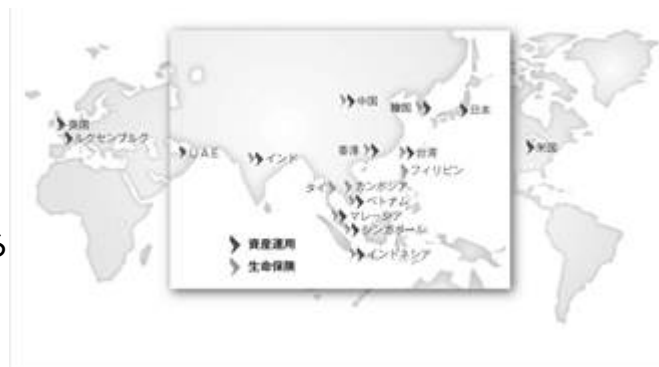 中国
韓国
日本
英国
ルクセンブルク
UAE
インド
香港
台湾
米国
フィリピン
タイ
カンボジア
ベトナム
マレーシア
シンガポール
インドネシア
資産運用
生命保険
る